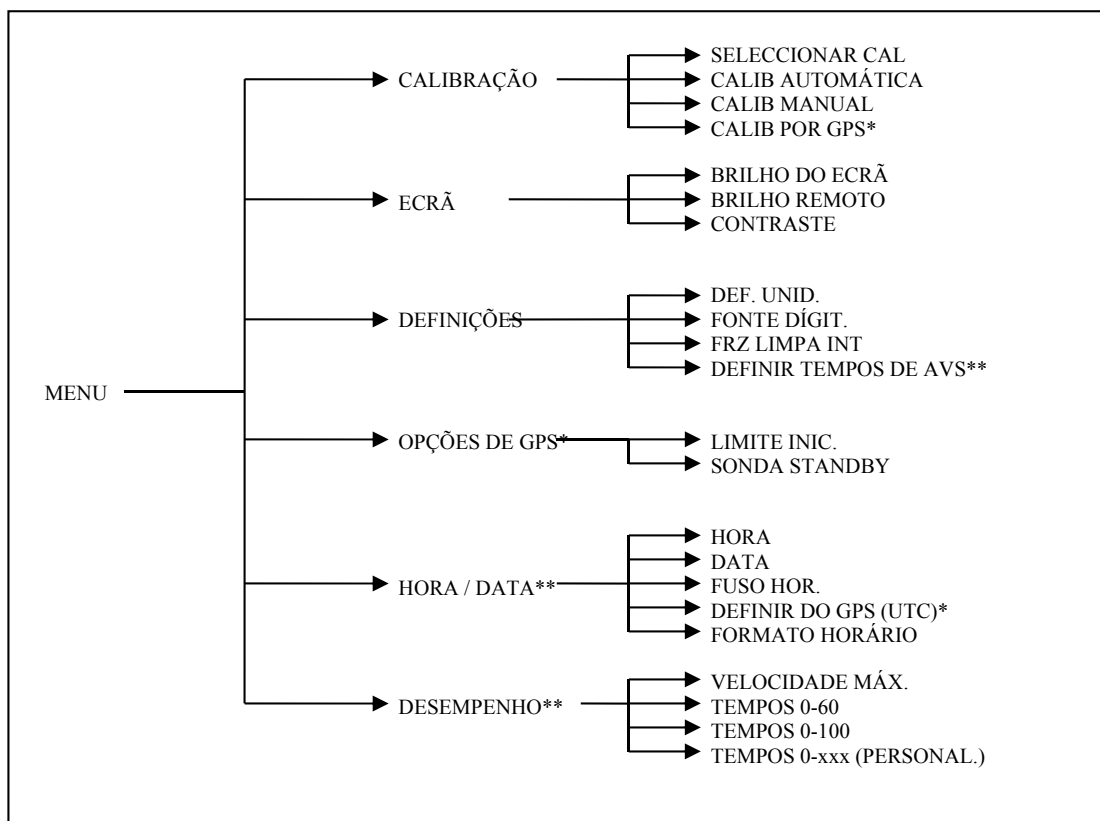 MENU
CALIBRAÇÃO
SELECCIONAR CAL
CALIB AUTOMÁTICA
CALIB MANUAL
CALIB POR GPS*
ECRÃ
BRILHO DO ECRÃ
BRILHO REMOTO
CONTRASTE
DEFINIÇÕES
DEF. UNID.
FONTE DÍGIT.
FRZ LIMPA INT
DEFINIR TEMPOS DE AVS**
OPÇÕES DE GPS*
LIMITE INIC.
SONDA STANDBY
HORA / DATA**
HORA
DATA
FUSO HOR.
DEFINIR DO GPS (UTC)*
FORMATO HORÁRIO
DESEMPENHO**
VELOCIDADE MÁX.
TEMPOS 0-60
TEMPOS 0-100
TEMPOS 0-xxx (PERSONAL.)